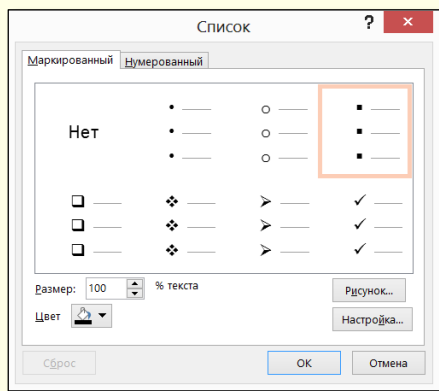 Список ? ×
Маркированный Нумерованный
Нет
Размер: 100 % текста
Рисунок...
Цвет
Настройка...
Сброс ОК Отмена